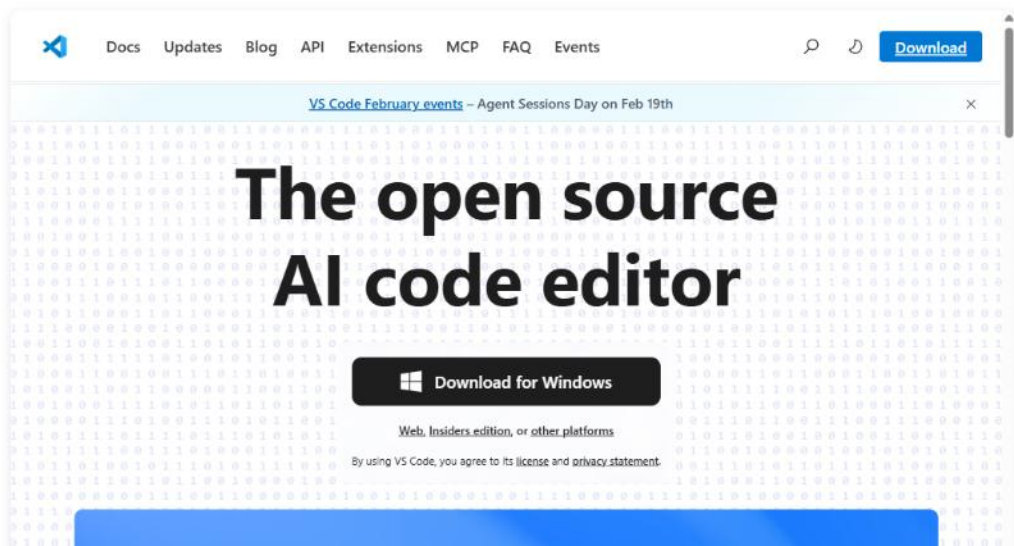 Docs Updates Blog API Extensions MCP FAQ Events Download
VS Code February events – Agent Sessions Day on Feb 19th
The open source
AI code editor
Download for Windows
Web, Insiders edition, or other platforms
By using VS Code, you agree to its license and privacy statement.